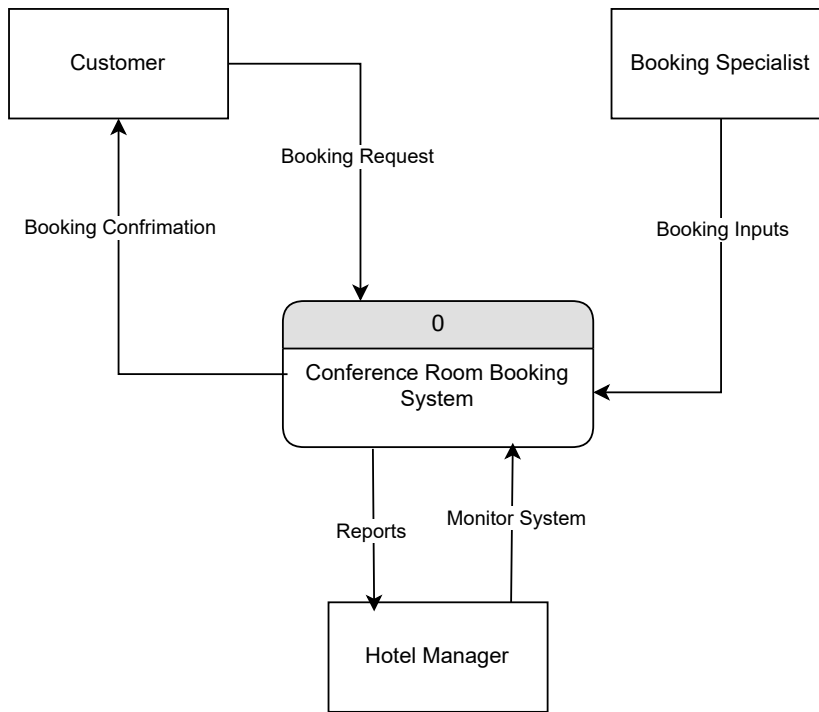 Customer
Booking Specialist
Booking Request
Booking Confrimation
Booking Inputs
0
Conference Room Booking
System
Reports
Monitor System
Hotel Manager